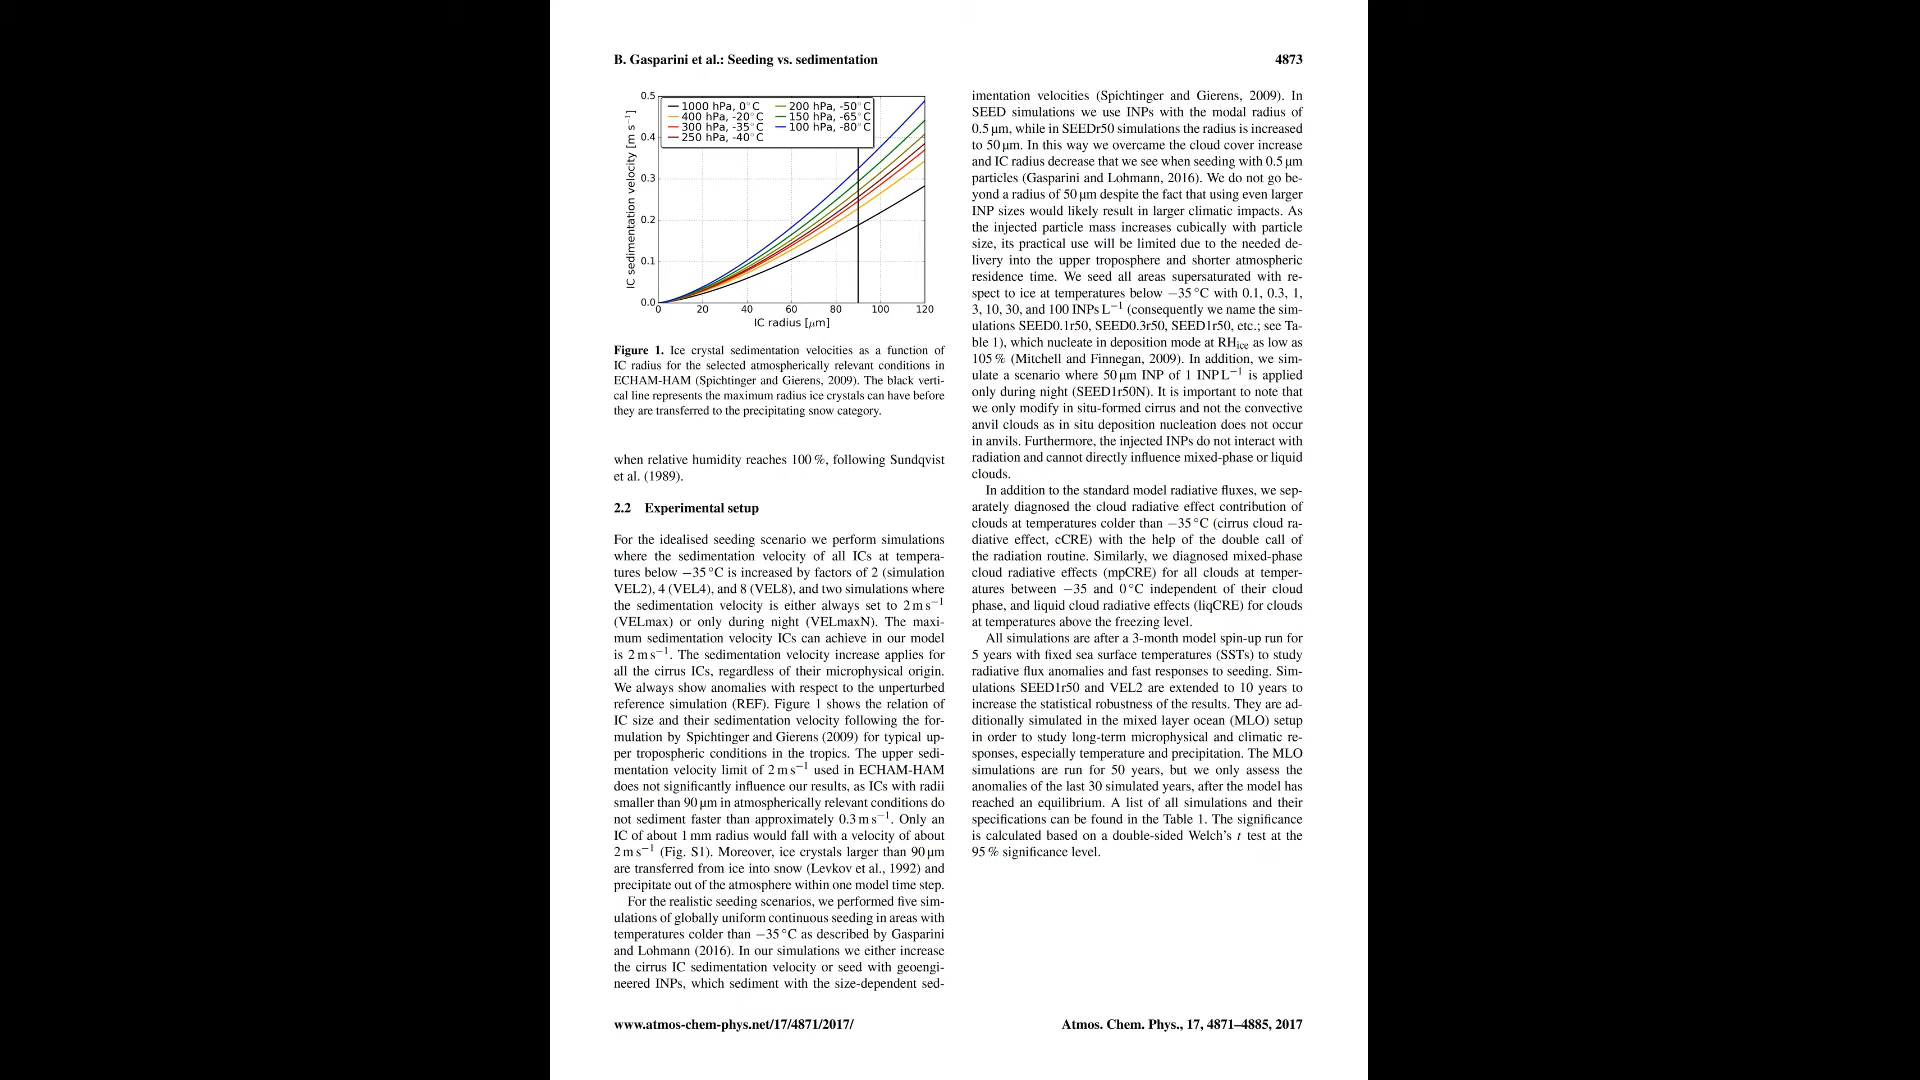 B. Gasparini et al.: Seeding vs. sedimentation
4873
0.5
0.4
0.3
0.2
0.1
0.0
IC sedimentation velocity [m s⁻¹]
1000 hPa, 0°C
400 hPa, -20°C
300 hPa, -35°C
250 hPa, -40°C
200 hPa, -50°C
150 hPa, -65°C
100 hPa, -80°C
0 20 40 60 80 100 120
IC radius [μm]
Figure 1. Ice crystal sedimentation velocities as a function of
IC radius for the selected atmospherically relevant conditions in
ECHAM-HAM (Spichtinger and Gierens, 2009). The black verti-
cal line represents the maximum radius ice crystals can have before
they are transferred to the precipitating snow category.
when relative humidity reaches 100 %, following Sundqvist
et al. (1989).
2.2 Experimental setup
For the idealised seeding scenario we perform simulations
where the sedimentation velocity of all ICs at tempera-
tures below −35 °C is increased by factors of 2 (simulation
VEL2), 4 (VEL4), and 8 (VEL8), and two simulations where
the sedimentation velocity is either always set to 2 m s⁻¹
(VELmax) or only during night (VELmaxN). The maxi-
mum sedimentation velocity ICs can achieve in our model
is 2 m s⁻¹. The sedimentation velocity increase applies for
all the cirrus ICs, regardless of their microphysical origin.
We always show anomalies with respect to the unperturbed
reference simulation (REF). Figure 1 shows the relation of
IC size and their sedimentation velocity following the for-
mulation by Spichtinger and Gierens (2009) for typical up-
per tropospheric conditions in the tropics. The upper sedi-
mentation velocity limit of 2 m s⁻¹ used in ECHAM-HAM
does not significantly influence our results, as ICs with radii
smaller than 90 μm in atmospherically relevant conditions do
not sediment faster than approximately 0.3 m s⁻¹. Only an
IC of about 1 mm radius would fall with a velocity of about
2 m s⁻¹ (Fig. S1). Moreover, ice crystals larger than 90 μm
are transferred from ice into snow (Levkov et al., 1992) and
precipitate out of the atmosphere within one model time step.
For the realistic seeding scenarios, we performed five sim-
ulations of globally uniform continuous seeding in areas with
temperatures colder than −35 °C as described by Gasparini
and Lohmann (2016). In our simulations we either increase
the cirrus IC sedimentation velocity or seed with geoengi-
neered INPs, which sediment with the size-dependent sed-
imentation velocities (Spichtinger and Gierens, 2009). In
SEED simulations we use INPs with the modal radius of
0.5 μm, while in SEEDr50 simulations the radius is increased
to 50 μm. In this way we overcame the cloud cover increase
and IC radius decrease that we see when seeding with 0.5 μm
particles (Gasparini and Lohmann, 2016). We do not go be-
yond a radius of 50 μm despite the fact that using even larger
INP sizes would likely result in larger climatic impacts. As
the injected particle mass increases cubically with particle
size, its practical use will be limited due to the needed de-
livery into the upper troposphere and shorter atmospheric
residence time. We seed all areas supersaturated with re-
spect to ice at temperatures below −35 °C with 0.1, 0.3, 1,
3, 10, 30, and 100 INPs L⁻¹ (consequently we name the sim-
ulations SEED0.1r50, SEED0.3r50, SEED1r50, etc.; see Ta-
ble 1), which nucleate in deposition mode at RHice as low as
105 % (Mitchell and Finnegan, 2009). In addition, we sim-
ulate a scenario where 50 μm INP of 1 INP L⁻¹ is applied
only during night (SEED1r50N). It is important to note that
we only modify in situ-formed cirrus and not the convective
anvil clouds as in situ deposition nucleation does not occur
in anvils. Furthermore, the injected INPs do not interact with
radiation and cannot directly influence mixed-phase or liquid
clouds.
In addition to the standard model radiative fluxes, we sep-
arately diagnosed the cloud radiative effect contribution of
clouds at temperatures colder than −35 °C (cirrus cloud ra-
diative effect, cCRE) with the help of the double call of
the radiation routine. Similarly, we diagnosed mixed-phase
cloud radiative effects (mpCRE) for all clouds at temper-
atures between −35 and 0 °C independent of their cloud
phase, and liquid cloud radiative effects (liqCRE) for clouds
at temperatures above the freezing level.
All simulations are after a 3-month model spin-up run for
5 years with fixed sea surface temperatures (SSTs) to study
radiative flux anomalies and fast responses to seeding. Sim-
ulations SEED1r50 and VEL2 are extended to 10 years to
increase the statistical robustness of the results. They are ad-
ditionally simulated in the mixed layer ocean (MLO) setup
in order to study long-term microphysical and climatic re-
sponses, especially temperature and precipitation. The MLO
simulations are run for 50 years, but we only assess the
anomalies of the last 30 simulated years, after the model has
reached an equilibrium. A list of all simulations and their
specifications can be found in the Table 1. The significance
is calculated based on a double-sided Welch's t test at the
95 % significance level.
www.atmos-chem-phys.net/17/4871/2017/
Atmos. Chem. Phys., 17, 4871–4885, 2017